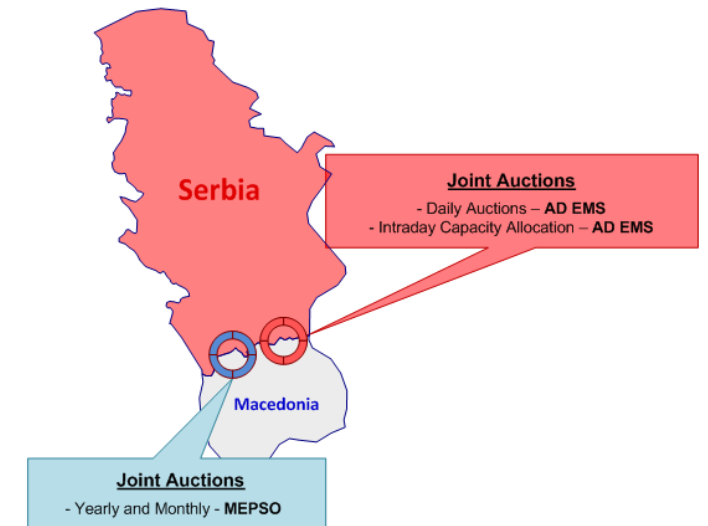 Serbia
Joint Auctions
- Daily Auctions – AD EMS
- Intraday Capacity Allocation – AD EMS
Macedonia
Joint Auctions
- Yearly and Monthly - MEPSO